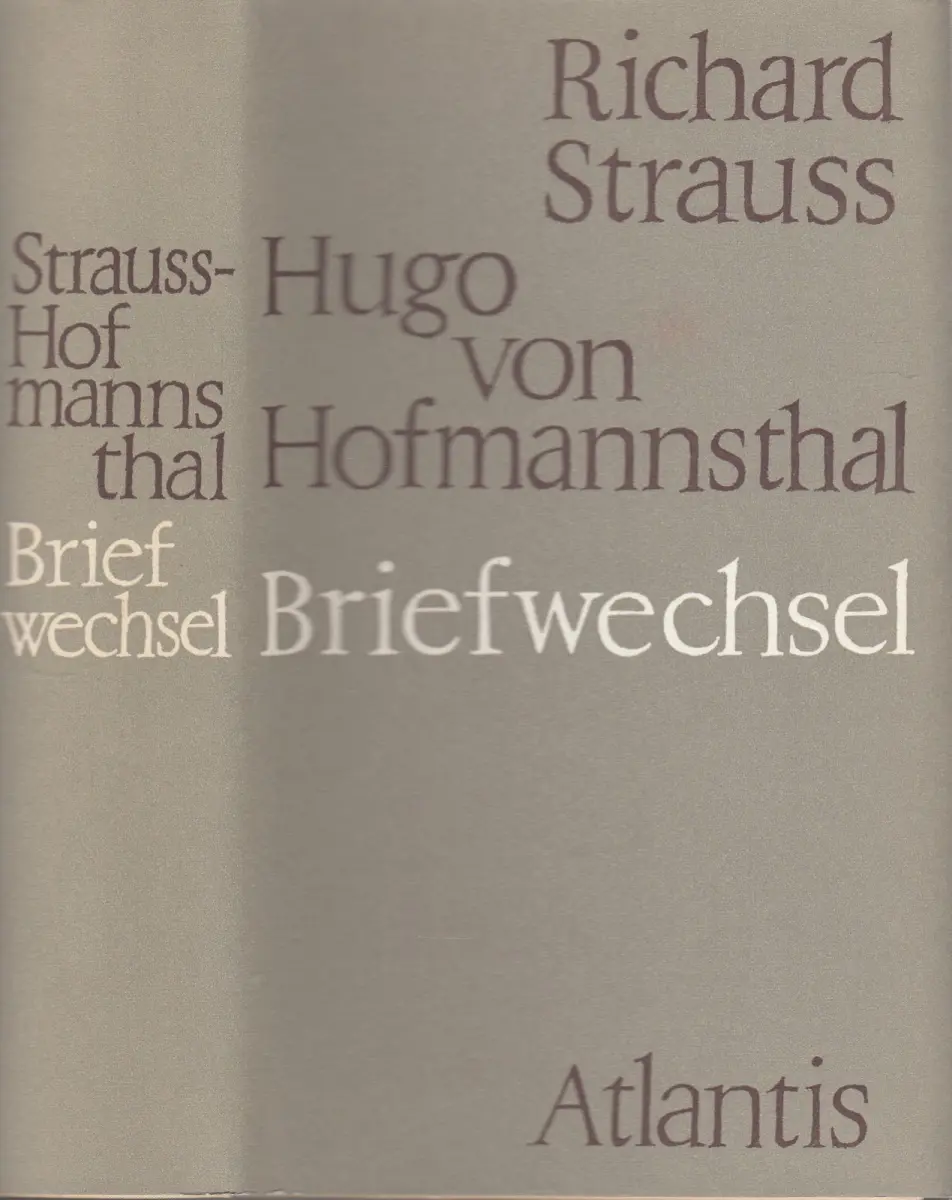 Strauss-
Hof
manns
thal
Brief
wechsel
Richard
Strauss
Hugo
von
Hofmannsthal
Briefwechsel
Atlantis